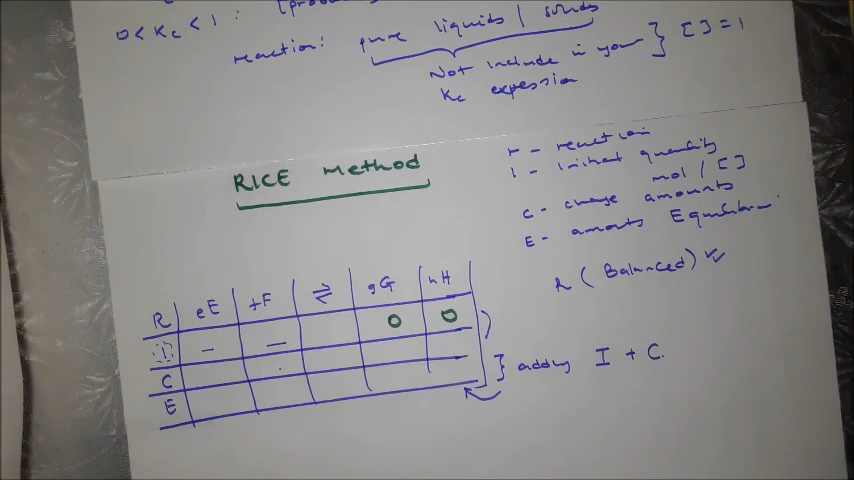 0 < Kc < 1 :
reaction: pure liquids / solids
Not include in your } [ ] = 1
Kc expession
RICE Method
r - reaction
I - Initial quantity
mol / [ ]
C - change amounts
E - amounts Equilibrium
R (Balanced)
R eE +F ⇌ gG hH
I - - 0 0
C
E
} adding I + C.